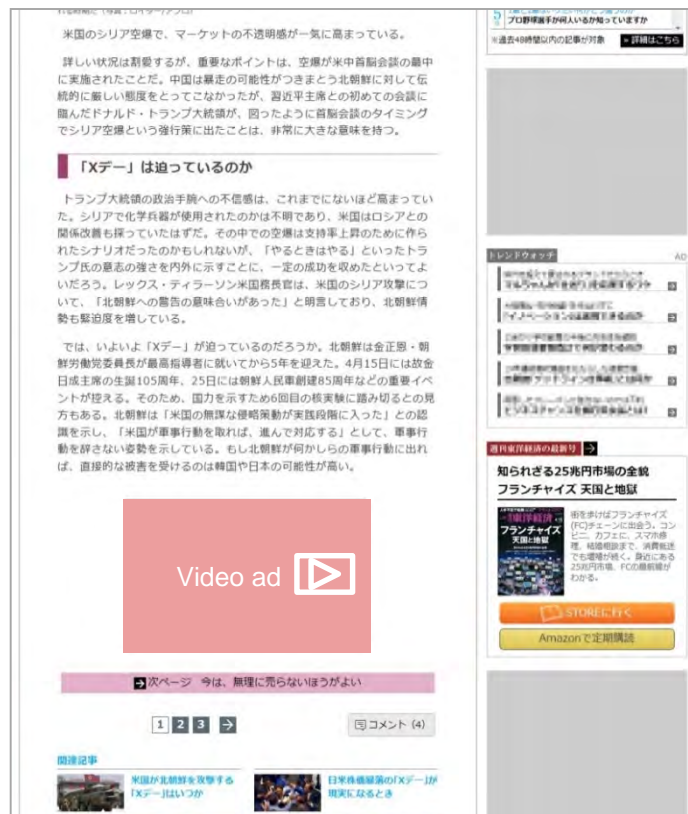 米国のシリア空爆で、マーケットの不透明感が一気に高まっている。
詳しい状況は割愛するが、重要なポイントは、空爆が米中首脳会談の最中
に実施されたことだ。中国は暴走の可能性がつきまとう北朝鮮に対して伝
統的に厳しい態度をとってこなかったが、習近平主席との初めての会談に
臨んだドナルド・トランプ大統領が、図ったように首脳会談のタイミング
でシリア空爆という強行策に出たことは、非常に大きな意味を持つ。
「Xデー」は迫っているのか
トランプ大統領の政治手腕への不信感は、これまでにないほど高まってい
た。シリアで化学兵器が使用されたのかは不明であり、米国はロシアとの
関係改善も探っていたはずだ。その中での空爆は支持率上昇のために作ら
れたシナリオだったのかもしれないが、「やるときはやる」といったトラ
ンプ氏の意志の強さを内外に示すことに、一定の成功を収めたといってよ
いだろう。レックス・ティラーソン米国務長官は、米国のシリア攻撃につ
いて、「北朝鮮への警告の意味合いがあった」と明言しており、北朝鮮情
勢も緊迫度を増している。
では、いよいよ「Xデー」が迫っているのだろうか。北朝鮮は金正恩・朝
鮮労働党委員長が最高指導者に就いてから5年を迎えた。4月15日には故金
日成主席の生誕105周年、25日には朝鮮人民軍創建85周年などの重要イベ
ントが控える。そのため、国力を示すため6回目の核実験に踏み切るとの見
方もある。北朝鮮は「米国の無謀な侵略策動が実践段階に入った」との認
識を示し、「米国が軍事行動を取れば、進んで対応する」として、軍事行
動を辞さない姿勢を示している。もし北朝鮮が何かしらの軍事行動に出れ
ば、直接的な被害を受けるのは韓国や日本の可能性が高い。
Video ad
次ページ 今は、無理に売らないほうがよい
1 2 3
コメント (4)
関連記事
米国が北朝鮮を攻撃する
「Xデー」はいつか
日米株価暴落の「Xデー」が
現実になるとき
5
プロ野球選手が何人いるか知っていますか
※過去48時間以内の記事が対象
詳細はこちら
トレンドウォッチ
AD
週刊東洋経済の最新号
知られざる25兆円市場の全貌
フランチャイズ 天国と地獄
週刊東洋経済
フランチャイズ
天国と地獄
街を歩けばフランチャイズ
(FC)チェーンに出会う。コン
ビニ、カフェに、スマホ修
理、結婚相談まで、消費低迷
でも増殖が続く。身近にある
25兆円市場、FCの最前線が
わかる。
STOREに行く
Amazonで定期購読